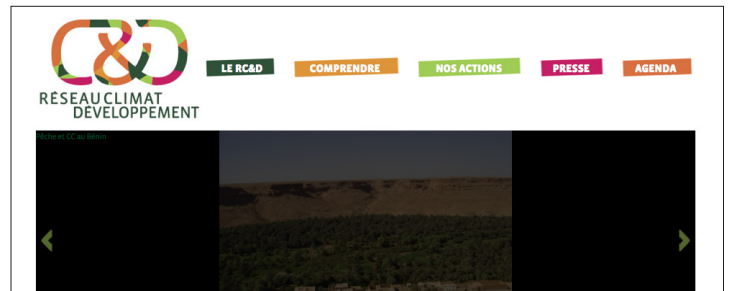 C&D
RÉSEAU CLIMAT
DÉVELOPPEMENT
LE RC&D COMPRENDRE NOS ACTIONS PRESSE AGENDA
Pêche et CC au Bénin